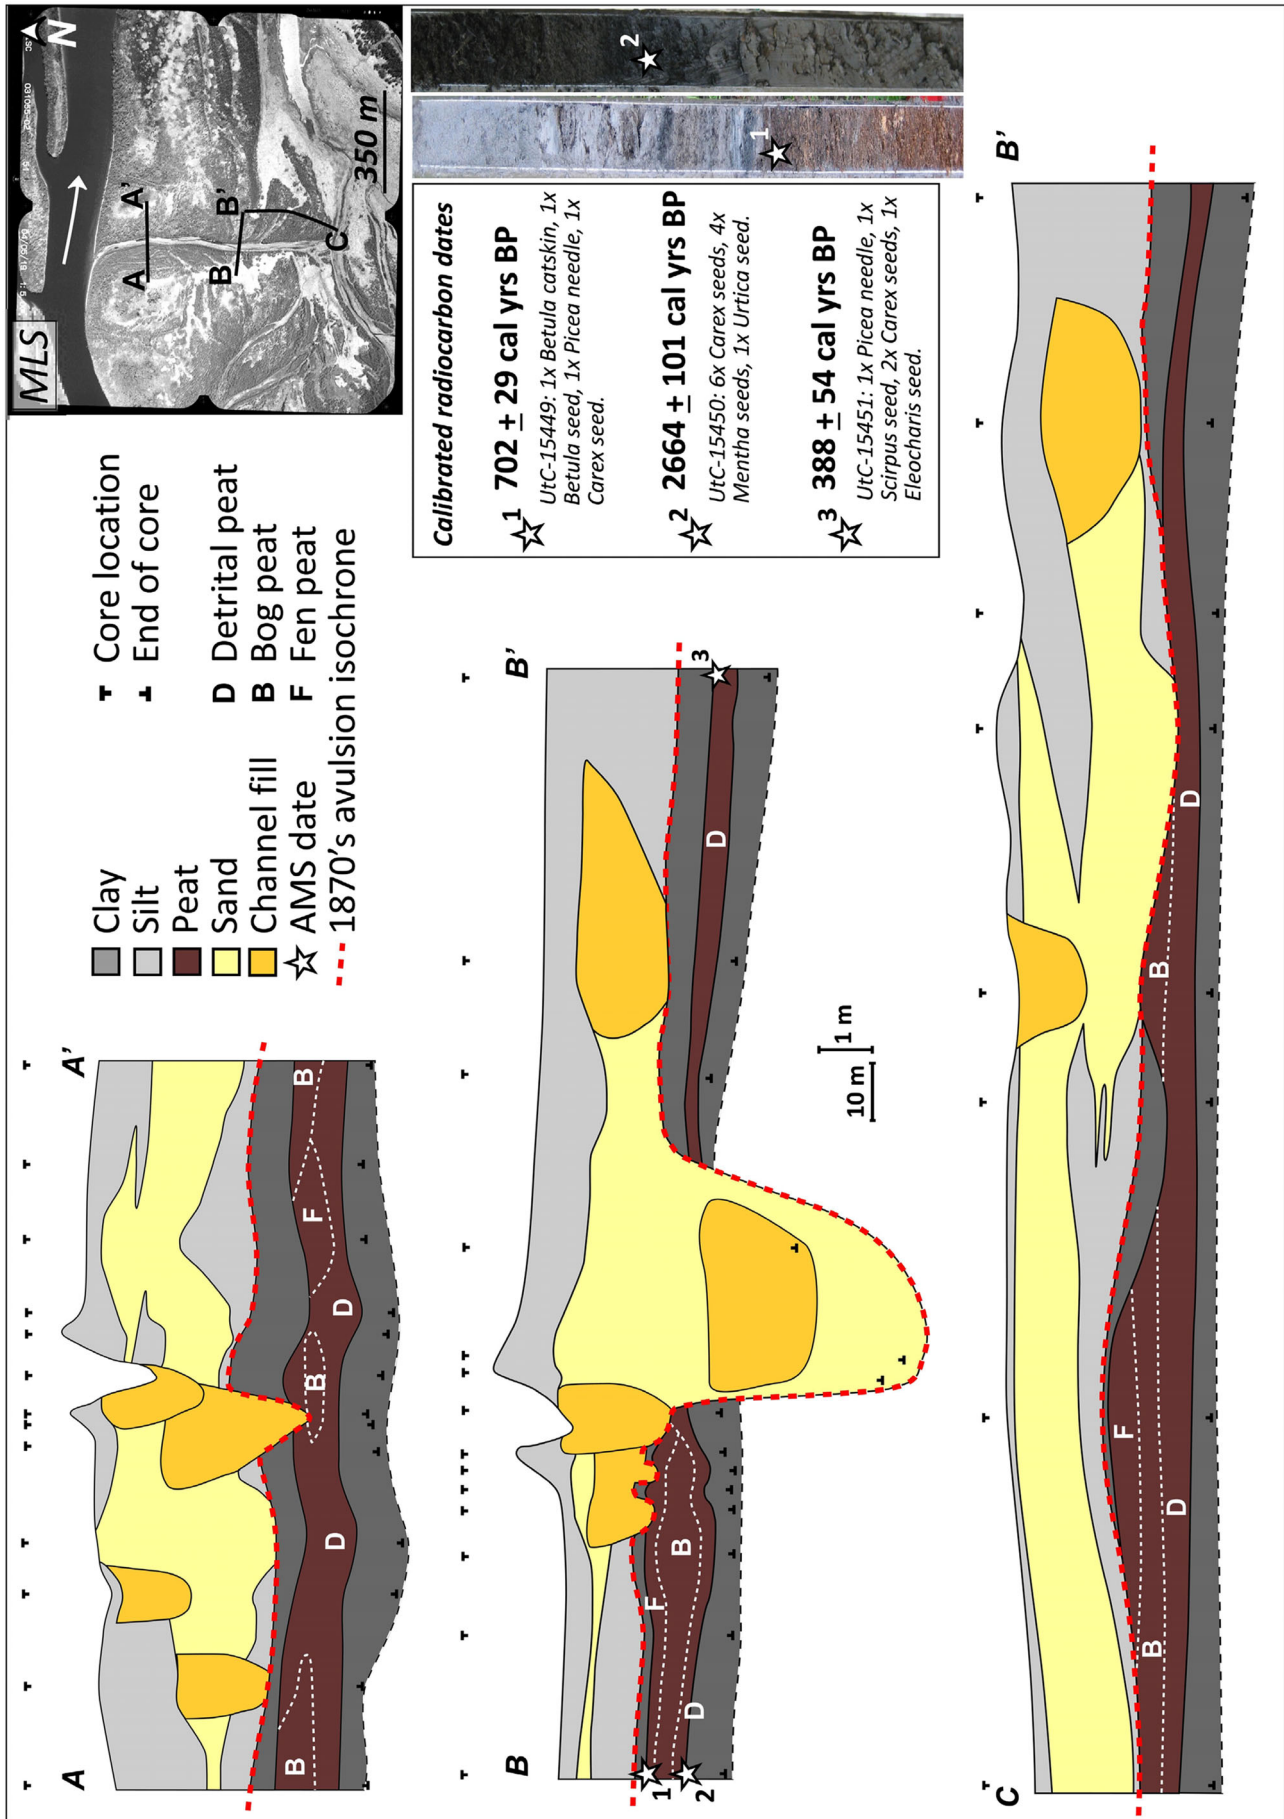 A
A'
B
D
B
D
F
B
Clay
Silt
Peat
Sand
Channel fill
AMS date
1870's avulsion isochrone
Core location
End of core
D Detrital peat
B Bog peat
F Fen peat
MLS
N
A
A'
B
B'
C
350 m
B
B'
F
B
D
D
1
2
3
10 m
1 m
Calibrated radiocarbon dates
1 702 ± 29 cal yrs BP
UtC-15449: 1x Betula catskin, 1x
Betula seed, 1x Picea needle, 1x
Carex seed.
2 2664 ± 101 cal yrs BP
UtC-15450: 6x Carex seeds, 4x
Mentha seeds, 1x Urtica seed.
3 388 ± 54 cal yrs BP
UtC-15451: 1x Picea needle, 1x
Scirpus seed, 2x Carex seeds, 1x
Eleocharis seed.
1
2
C
B'
B
F
D
B
D